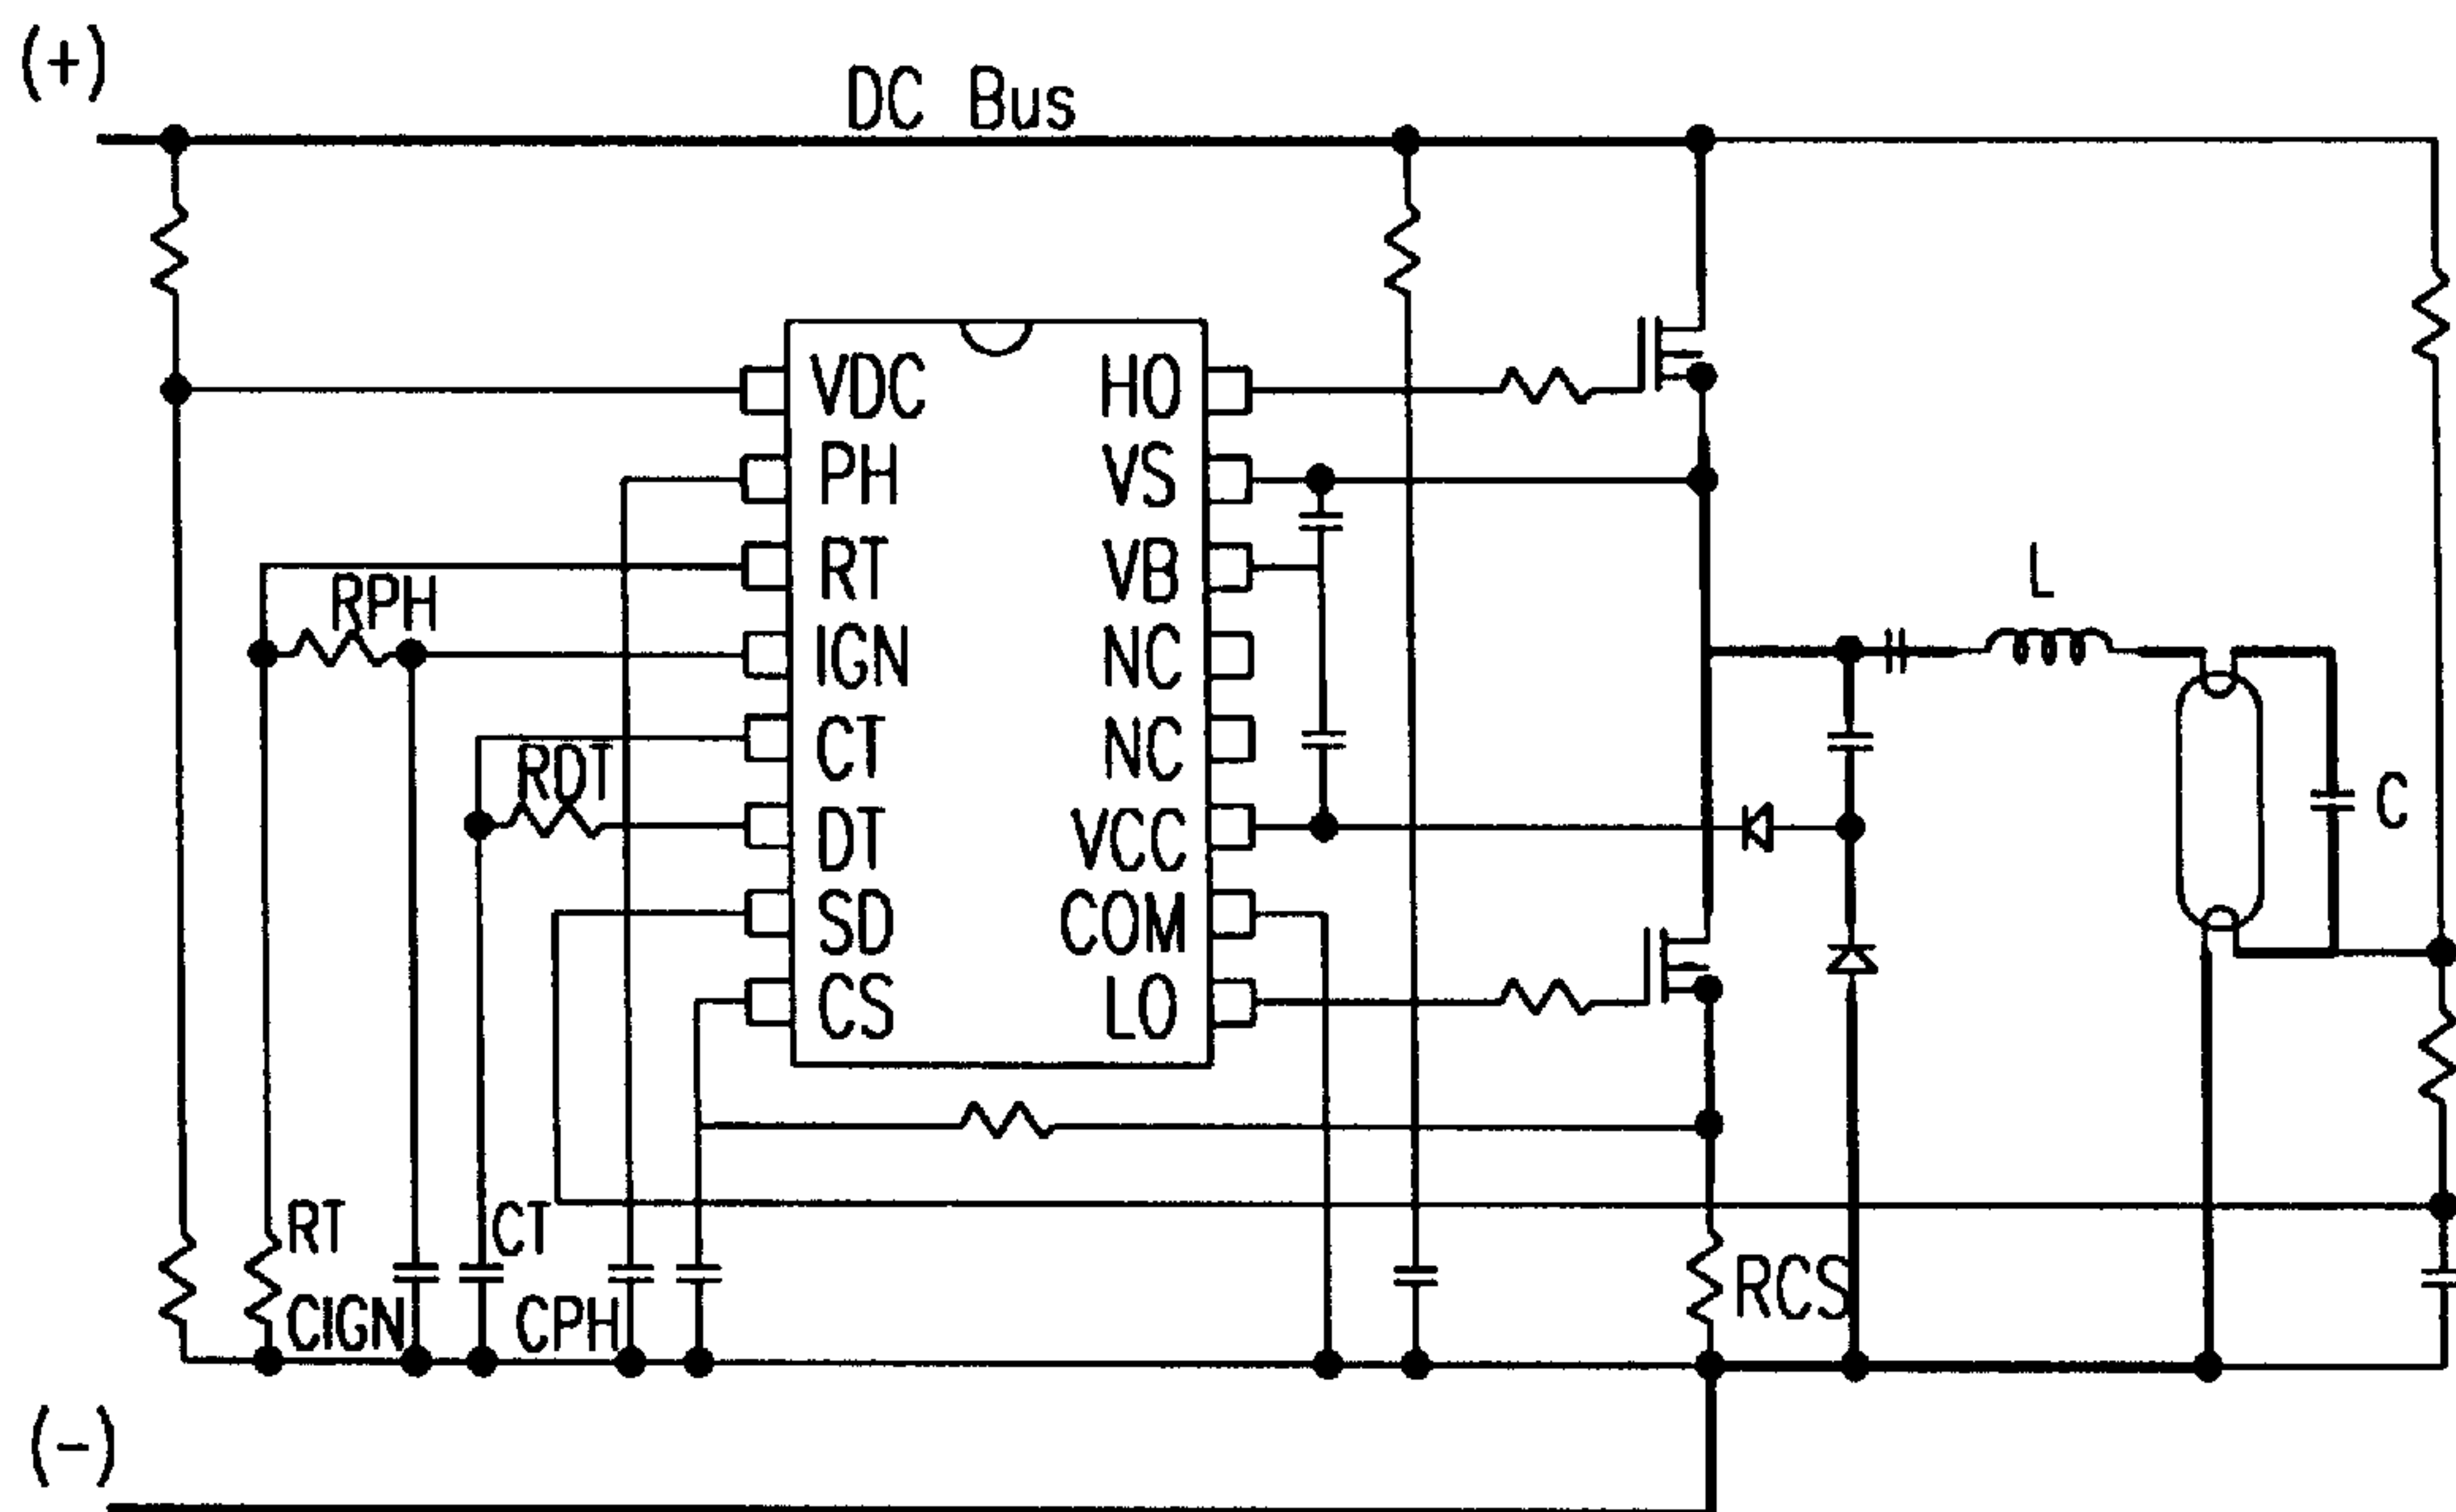 (+)
DC Bus
VDC HO
PH VS
RT VB
RPH
IGN NC
L
CT NC
RDT
DT VCC
C
SD COM
CS LO
RT
CT
CIGN
CPH
RCS
(-)